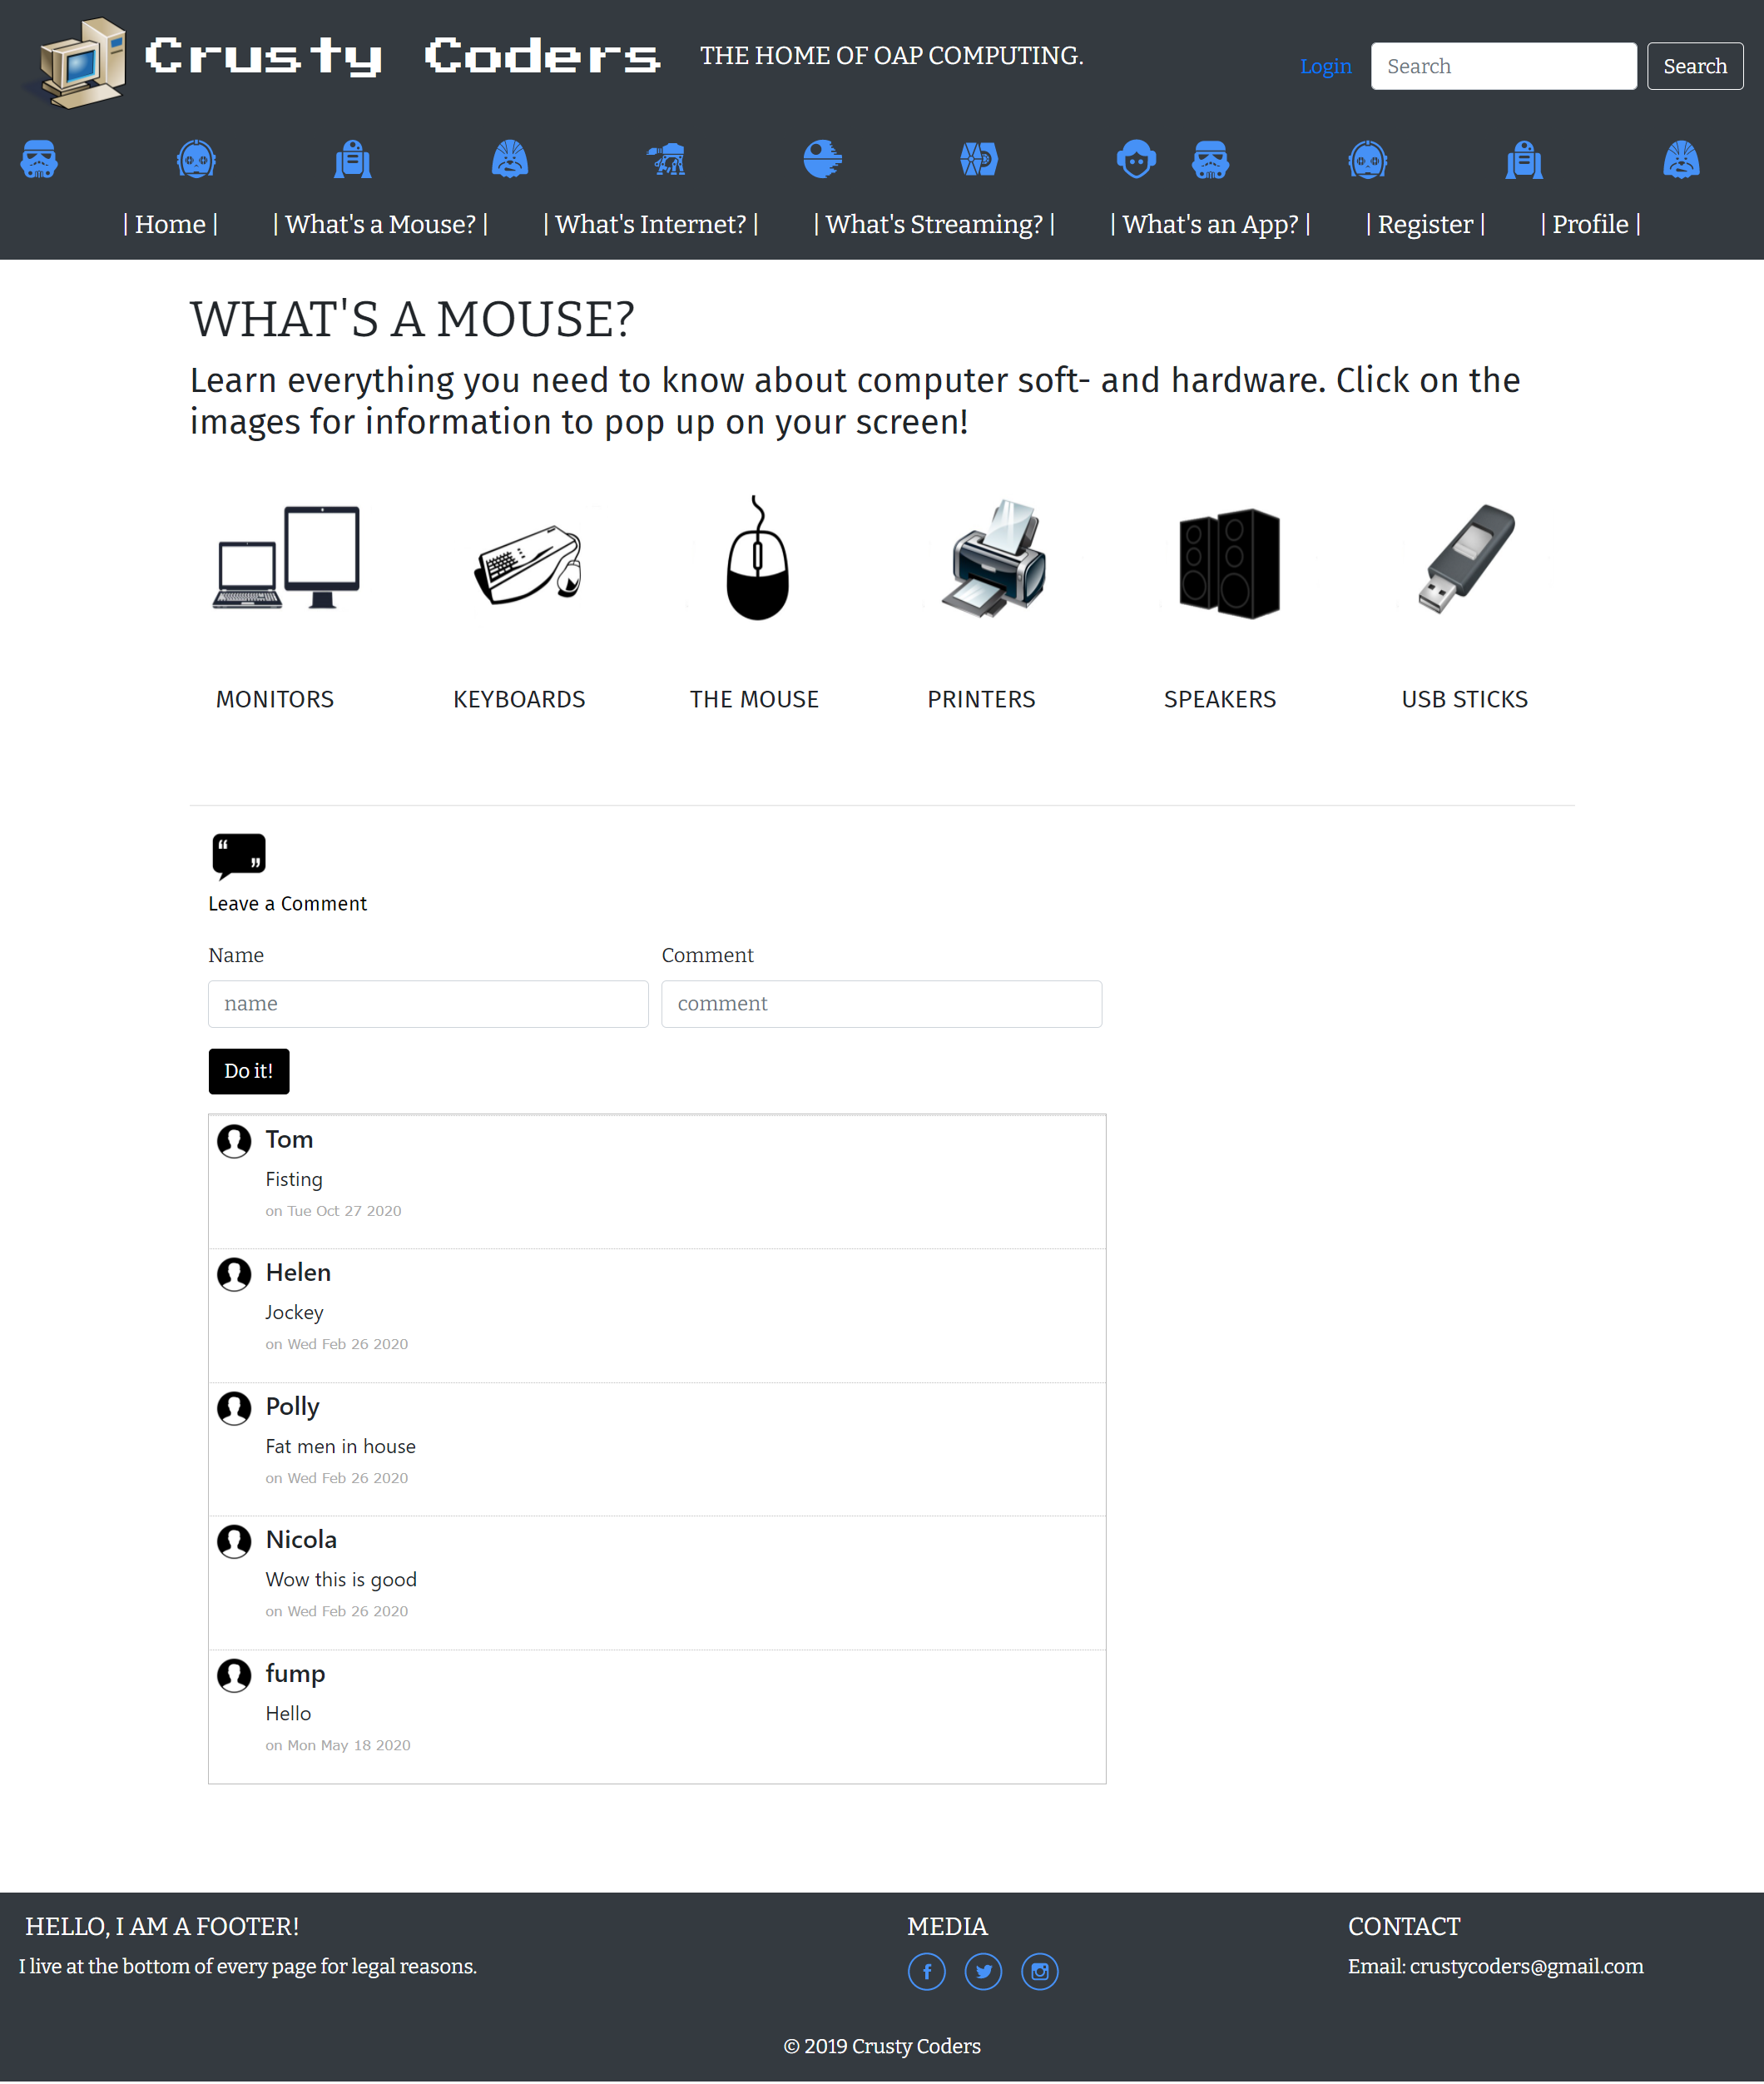 Crusty Coders
THE HOME OF OAP COMPUTING.
Login
Search
Search
| Home |
| What's a Mouse? |
| What's Internet? |
| What's Streaming? |
| What's an App? |
| Register |
| Profile |
WHAT'S A MOUSE?
Learn everything you need to know about computer soft- and hardware. Click on the
images for information to pop up on your screen!
MONITORS
KEYBOARDS
THE MOUSE
PRINTERS
SPEAKERS
USB STICKS
Leave a Comment
Name
Comment
name
comment
Do it!
Tom
Fisting
on Tue Oct 27 2020
Helen
Jockey
on Wed Feb 26 2020
Polly
Fat men in house
on Wed Feb 26 2020
Nicola
Wow this is good
on Wed Feb 26 2020
fump
Hello
on Mon May 18 2020
HELLO, I AM A FOOTER!
I live at the bottom of every page for legal reasons.
MEDIA
CONTACT
Email: crustycoders@gmail.com
© 2019 Crusty Coders